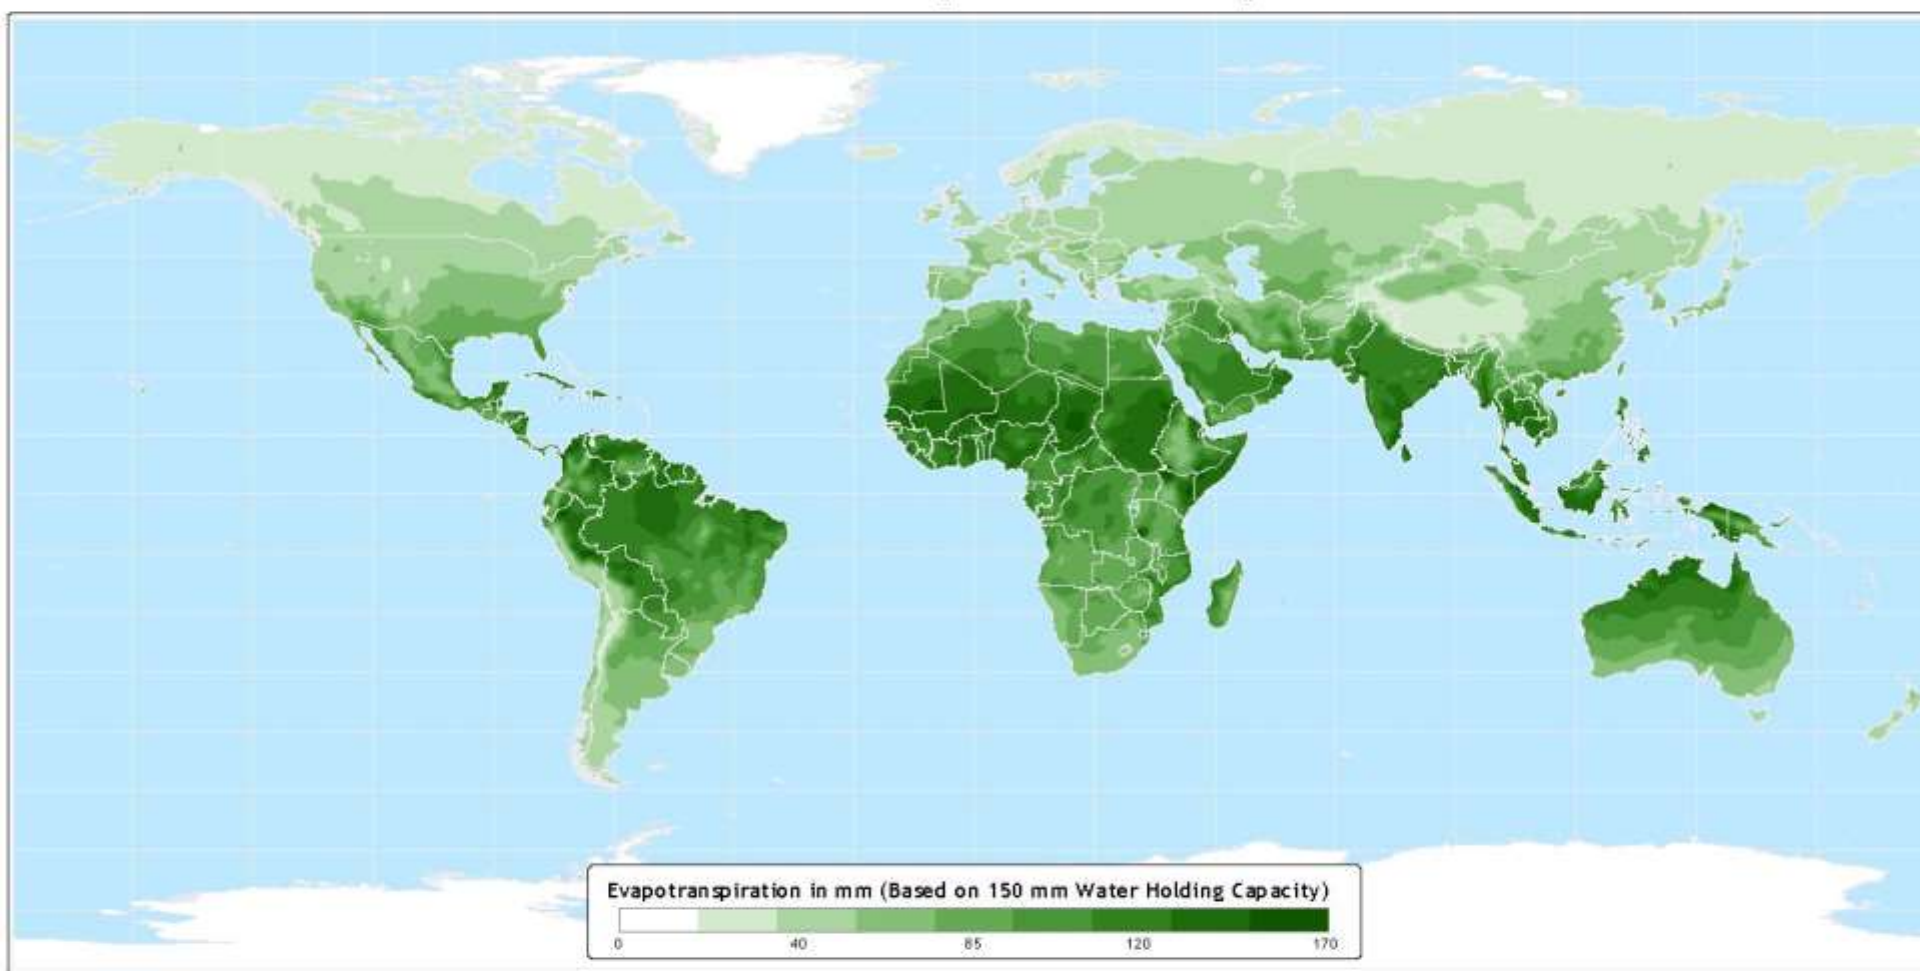 Evapotranspiration in mm (Based on 150 mm Water Holding Capacity)
0 40 85 120 170